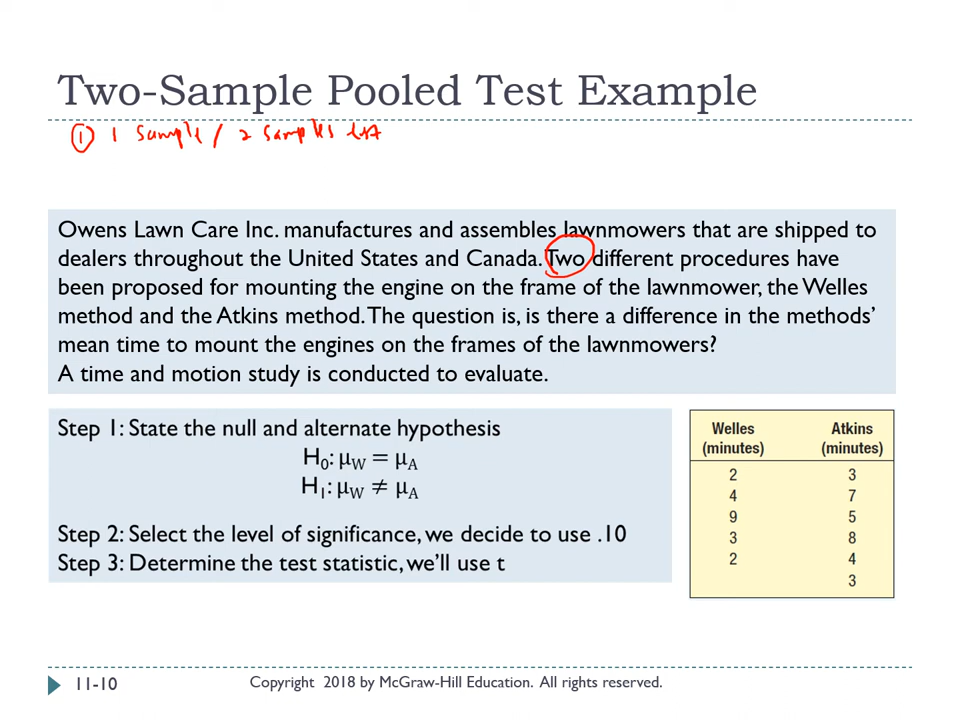 Two-Sample Pooled Test Example
① 1 sample / 2 samples test
Owens Lawn Care Inc. manufactures and assembles lawnmowers that are shipped to
dealers throughout the United States and Canada. Two different procedures have
been proposed for mounting the engine on the frame of the lawnmower, the Welles
method and the Atkins method. The question is, is there a difference in the methods’
mean time to mount the engines on the frames of the lawnmowers?
A time and motion study is conducted to evaluate.
Step 1: State the null and alternate hypothesis
H₀: μ_W = μ_A
H₁: μ_W ≠ μ_A
Step 2: Select the level of significance, we decide to use .10
Step 3: Determine the test statistic, we’ll use t
Welles Atkins
(minutes) (minutes)
2 3
4 7
9 5
3 8
2 4
3
11-10 Copyright 2018 by McGraw-Hill Education. All rights reserved.